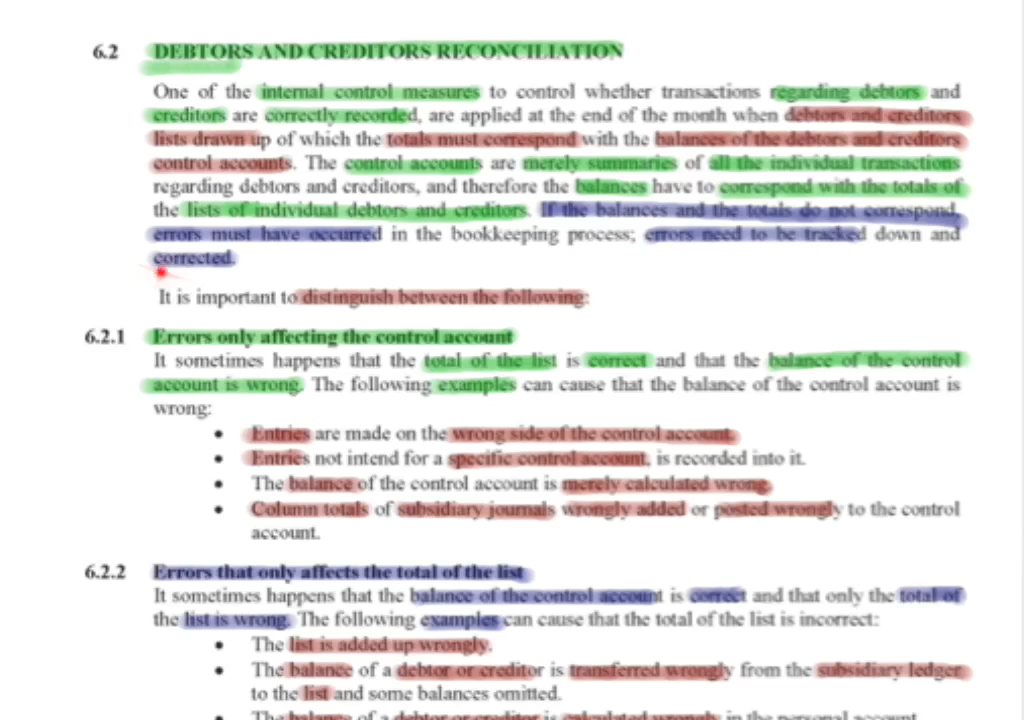 6.2 DEBTORS AND CREDITORS RECONCILIATION
One of the internal control measures to control whether transactions regarding debtors and
creditors are correctly recorded, are applied at the end of the month when debtors and creditors
lists drawn up of which the totals must correspond with the balances of the debtors and creditors
control accounts. The control accounts are merely summaries of all the individual transactions
regarding debtors and creditors, and therefore the balances have to correspond with the totals of
the lists of individual debtors and creditors. If the balances and the totals do not correspond,
errors must have occurred in the bookkeeping process; errors need to be tracked down and
corrected.
It is important to distinguish between the following:
6.2.1 Errors only affecting the control account
It sometimes happens that the total of the list is correct and that the balance of the control
account is wrong. The following examples can cause that the balance of the control account is
wrong:
• Entries are made on the wrong side of the control account.
• Entries not intend for a specific control account, is recorded into it.
• The balance of the control account is merely calculated wrong.
• Column totals of subsidiary journals wrongly added or posted wrongly to the control
account.
6.2.2 Errors that only affects the total of the list
It sometimes happens that the balance of the control account is correct and that only the total of
the list is wrong. The following examples can cause that the total of the list is incorrect:
• The list is added up wrongly.
• The balance of a debtor or creditor is transferred wrongly from the subsidiary ledger
to the list and some balances omitted.
• The balance of a debtor or creditor is calculated wrongly in the personal account